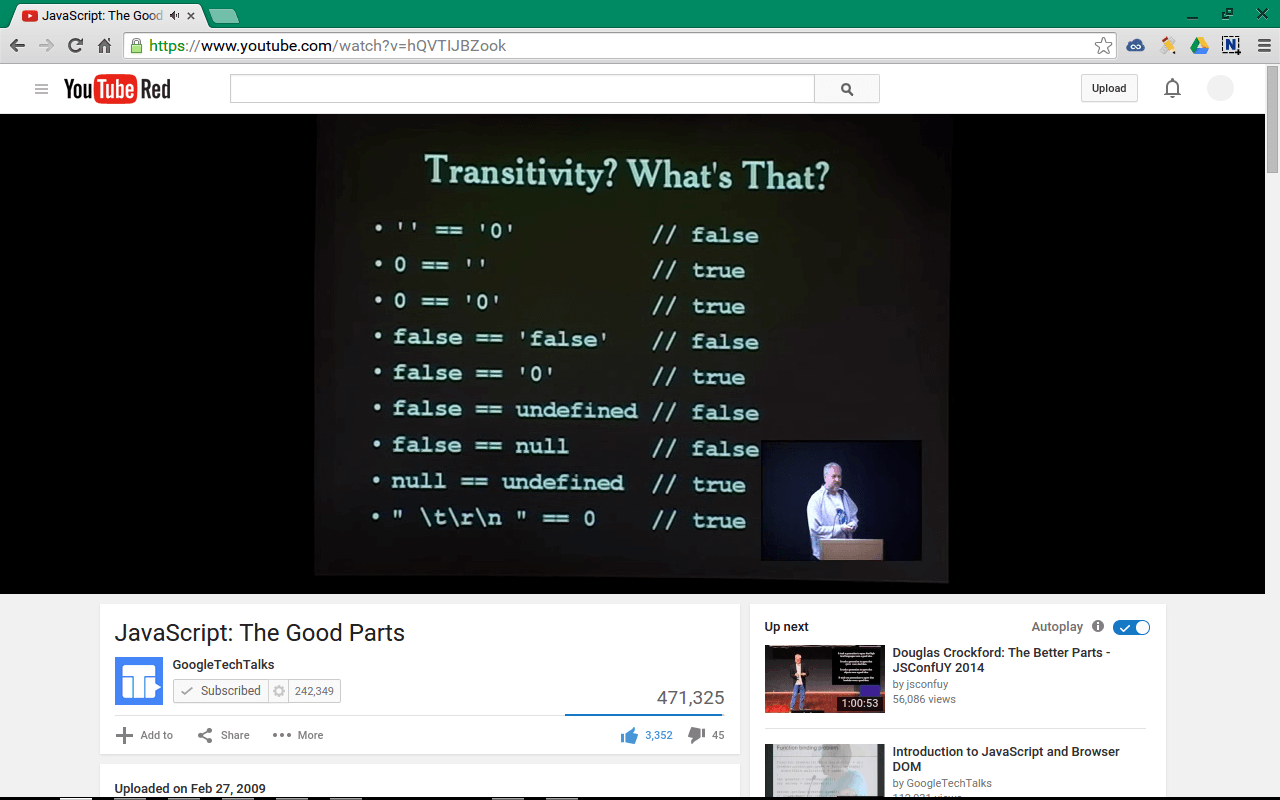 JavaScript: The Good
https://www.youtube.com/watch?v=hQVTIJBZook
YouTube Red
Upload
Transitivity? What's That?
• '' == '0' // false
• 0 == '' // true
• 0 == '0' // true
• false == 'false' // false
• false == '0' // true
• false == undefined // false
• false == null // false
• null == undefined // true
• " \t\r\n " == 0 // true
JavaScript: The Good Parts
GoogleTechTalks
Subscribed 242,349
471,325
Add to Share More 3,352 45
Uploaded on Feb 27, 2009
Up next Autoplay
Douglas Crockford: The Better Parts -
JSConfUY 2014
by jsconfuy
56,086 views
1:00:53
Function binding problem
Introduction to JavaScript and Browser
DOM
by GoogleTechTalks